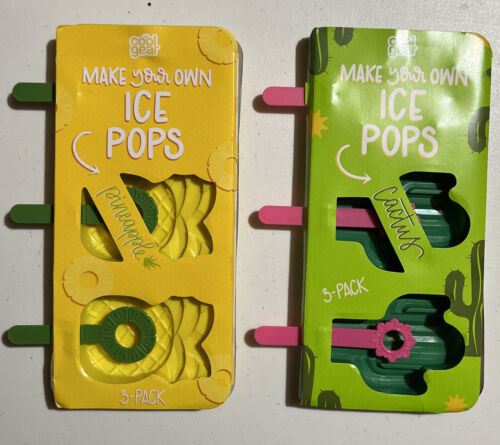 cool
gear
MAKE your OWN
ICE
POPS
pineapple
3-PACK
cool
gear
MAKE your OWN
ICE
POPS
cactus
3-PACK